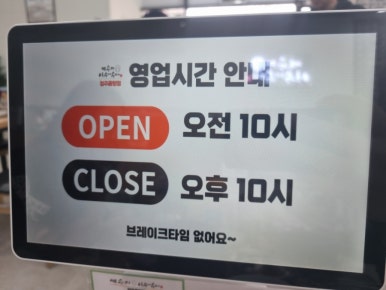 영업시간 안내
OPEN 오전 10시
CLOSE 오후 10시
브레이크타임 없어요~